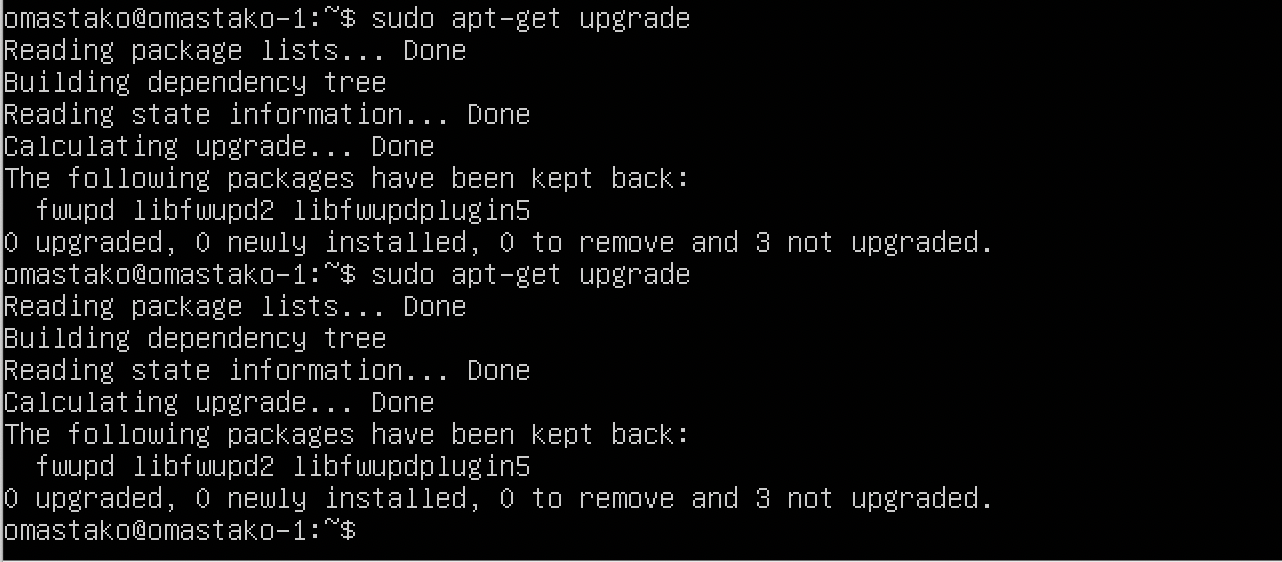 omastako@omastako-1:~$ sudo apt-get upgrade
Reading package lists... Done
Building dependency tree
Reading state information... Done
Calculating upgrade... Done
The following packages have been kept back:
  fwupd libfwupd2 libfwupdplugin5
0 upgraded, 0 newly installed, 0 to remove and 3 not upgraded.
omastako@omastako-1:~$ sudo apt-get upgrade
Reading package lists... Done
Building dependency tree
Reading state information... Done
Calculating upgrade... Done
The following packages have been kept back:
  fwupd libfwupd2 libfwupdplugin5
0 upgraded, 0 newly installed, 0 to remove and 3 not upgraded.
omastako@omastako-1:~$